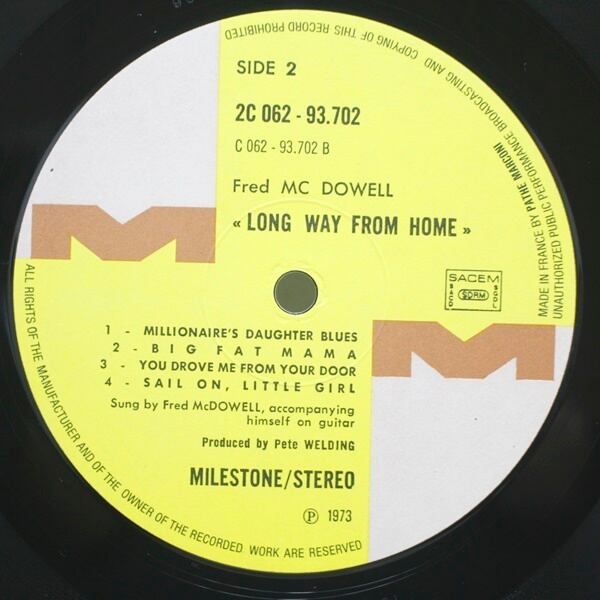 SIDE 2
2C 062 - 93.702
C 062 - 93.702 B
Fred MC DOWELL
« LONG WAY FROM HOME »
SACEM
SACD SDRM SGDL
1 - MILLIONAIRE'S DAUGHTER BLUES
2 - BIG FAT MAMA
3 - YOU DROVE ME FROM YOUR DOOR
4 - SAIL ON, LITTLE GIRL
Sung by Fred McDOWELL, accompanying
himself on guitar
Produced by Pete WELDING
MILESTONE/STEREO
Ⓟ 1973
ALL RIGHTS OF THE MANUFACTURER AND OF THE OWNER OF THE RECORDED WORK ARE RESERVED
MADE IN FRANCE BY PATHE MARCONI
UNAUTHORIZED PUBLIC PERFORMANCE BROADCASTING AND COPYING OF THIS RECORD PROHIBITED